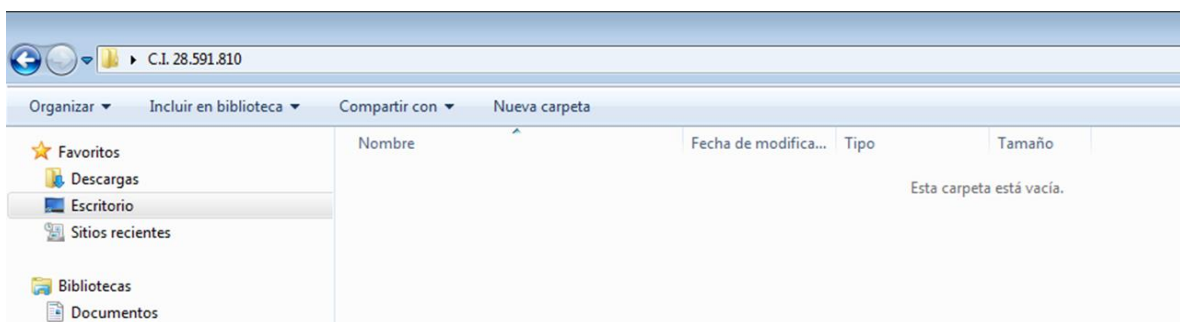 C.I. 28.591.810
Organizar Incluir en biblioteca Compartir con Nueva carpeta
Nombre Fecha de modifica... Tipo Tamaño
Esta carpeta está vacía.
Favoritos
Descargas
Escritorio
Sitios recientes
Bibliotecas
Documentos